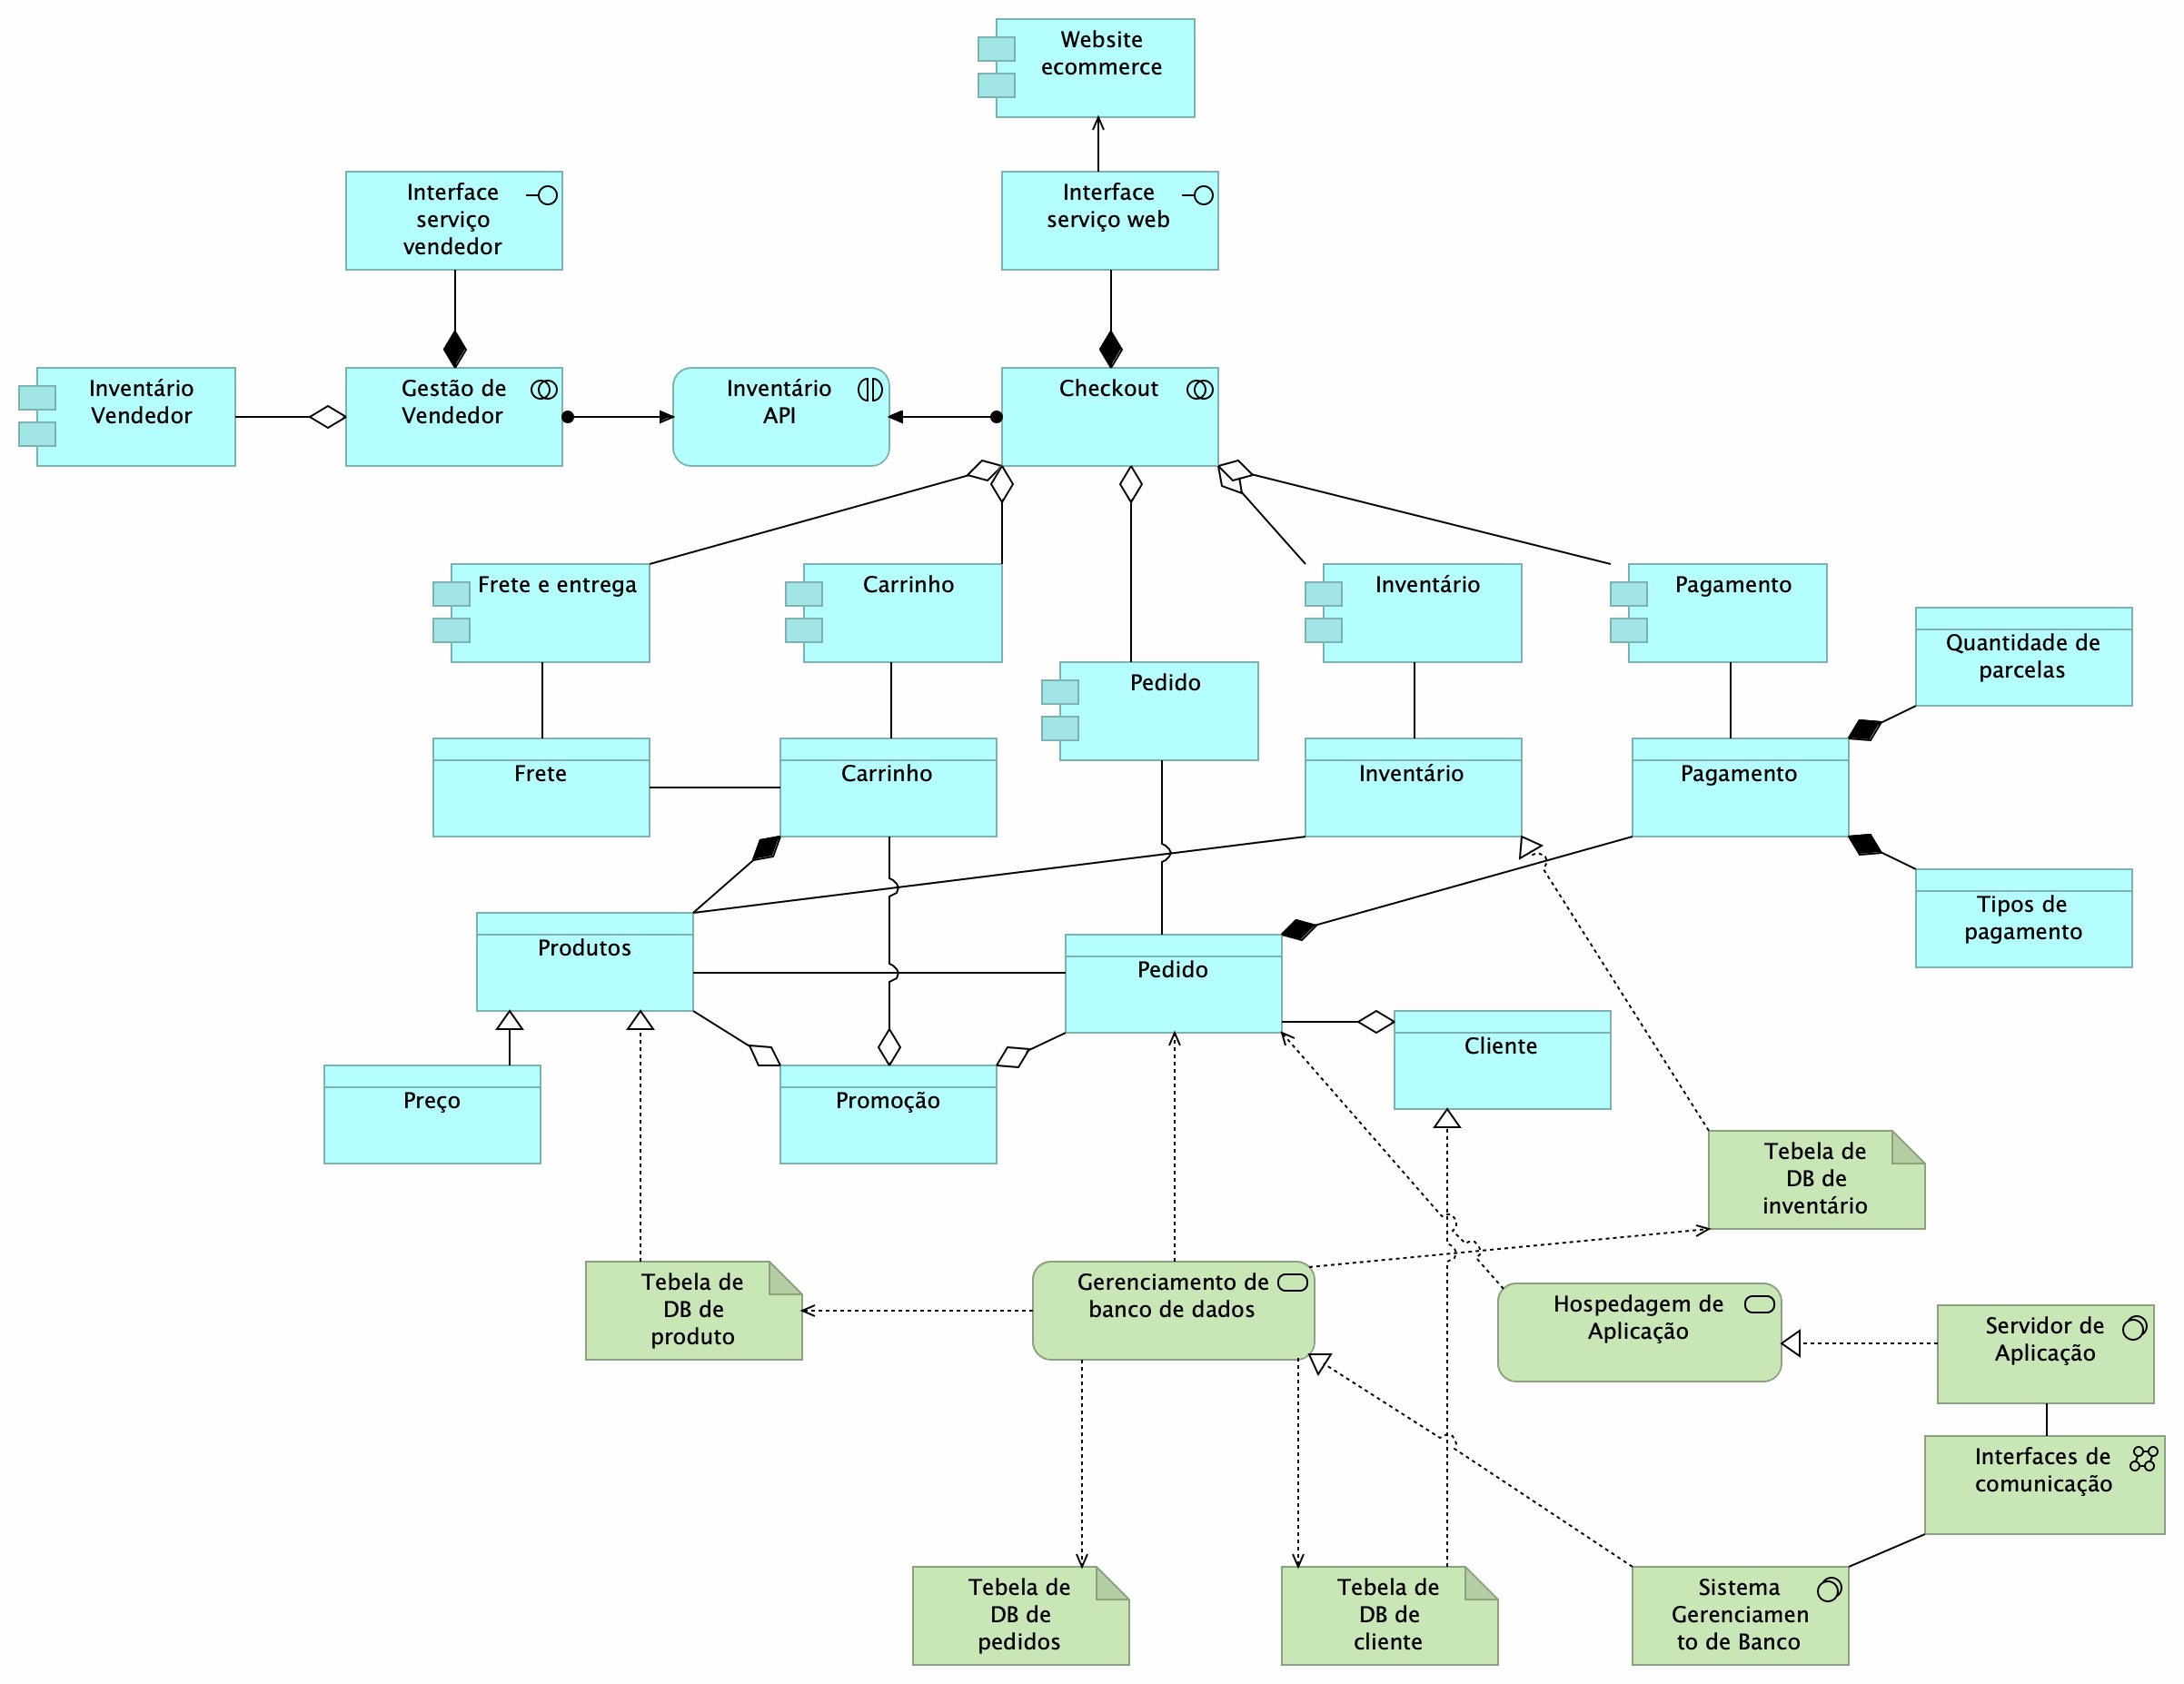 Website
ecommerce
Interface
serviço
vendedor
Interface
serviço web
Inventário
Vendedor
Gestão de
Vendedor
Inventário
API
Checkout
Frete e entrega
Carrinho
Inventário
Pagamento
Pedido
Quantidade de
parcelas
Frete
Carrinho
Inventário
Pagamento
Tipos de
pagamento
Produtos
Pedido
Cliente
Preço
Promoção
Tebela de
DB de
inventário
Tebela de
DB de
produto
Gerenciamento de
banco de dados
Hospedagem de
Aplicação
Servidor de
Aplicação
Interfaces de
comunicação
Tebela de
DB de
pedidos
Tebela de
DB de
cliente
Sistema
Gerenciamen
to de Banco